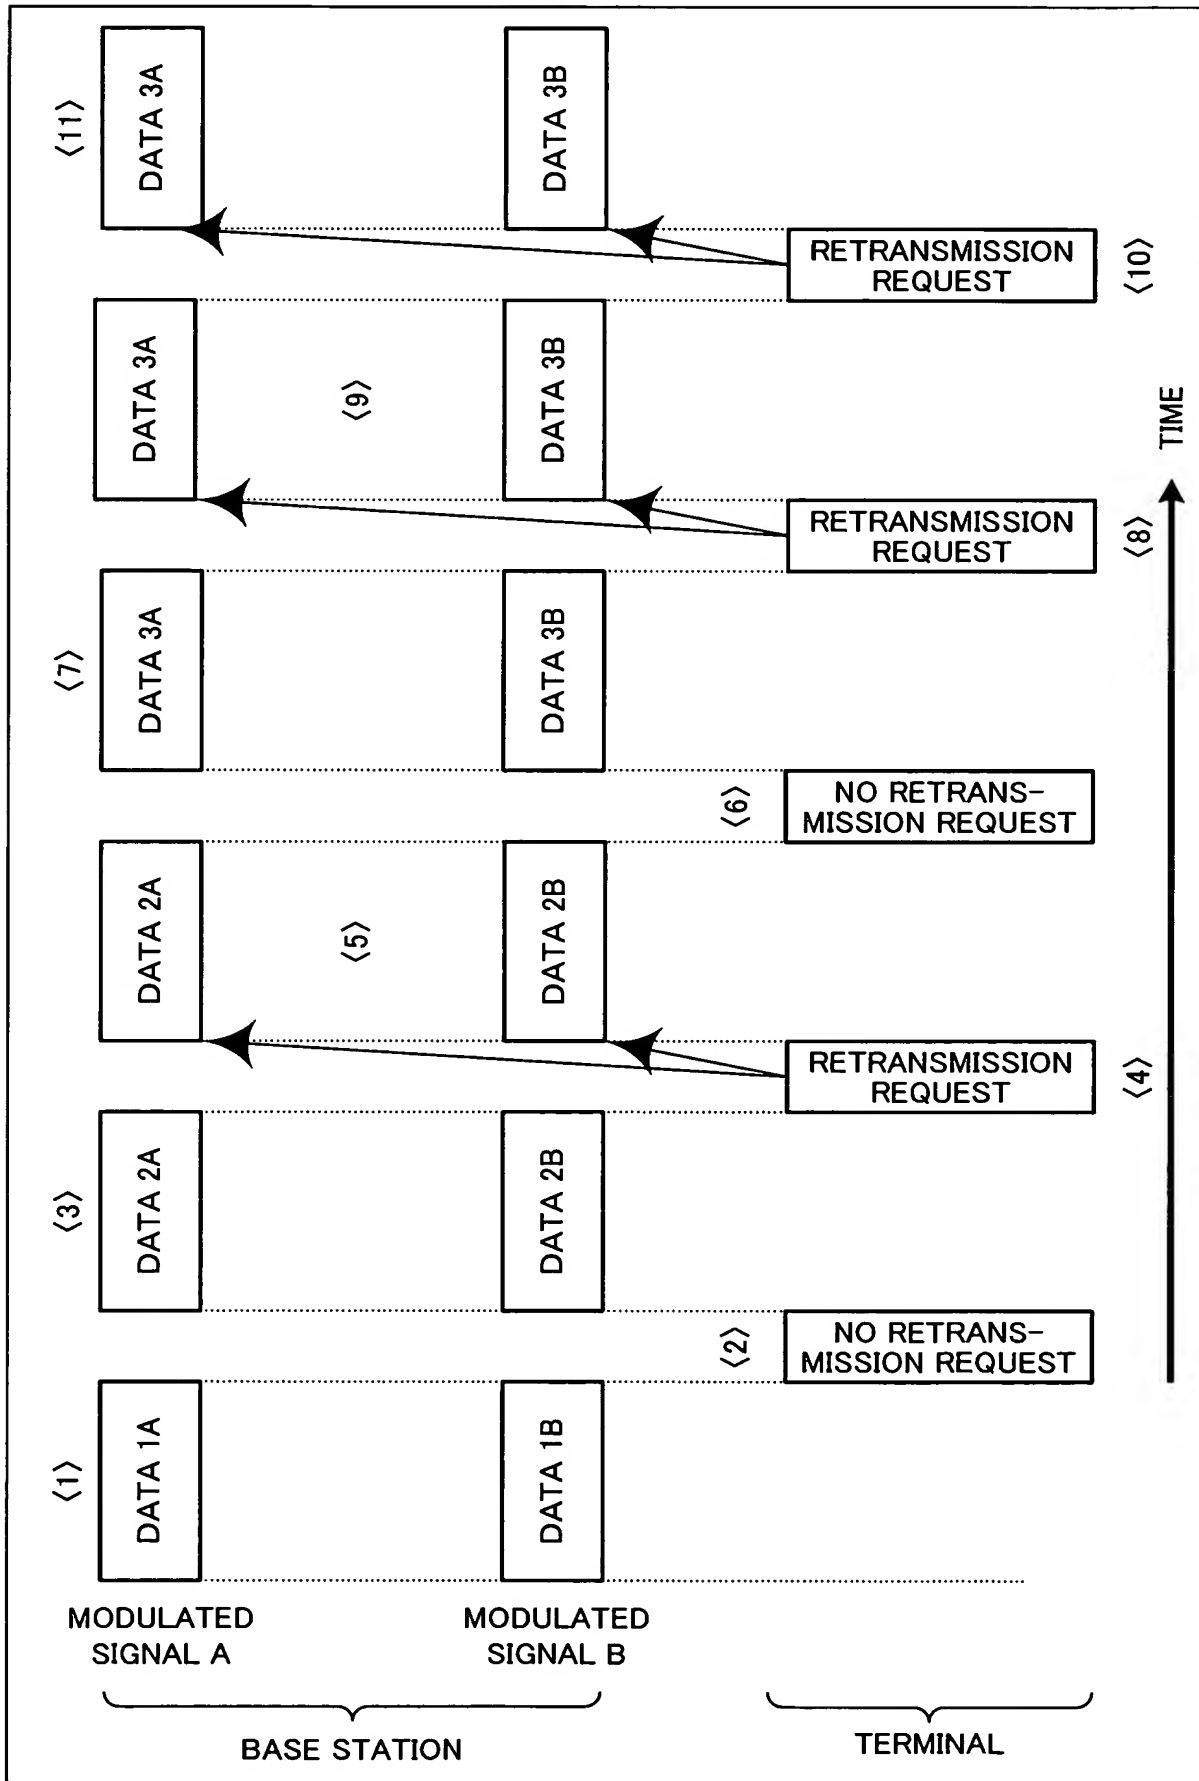 〈11〉
DATA 3A
DATA 3B
RETRANSMISSION
REQUEST
〈10〉
DATA 3A
〈9〉
DATA 3B
RETRANSMISSION
REQUEST
〈8〉
TIME
〈7〉
DATA 3A
DATA 3B
〈6〉
NO RETRANS-
MISSION REQUEST
DATA 2A
〈5〉
DATA 2B
RETRANSMISSION
REQUEST
〈4〉
〈3〉
DATA 2A
DATA 2B
〈2〉
NO RETRANS-
MISSION REQUEST
〈1〉
DATA 1A
DATA 1B
MODULATED
SIGNAL A
MODULATED
SIGNAL B
BASE STATION
TERMINAL